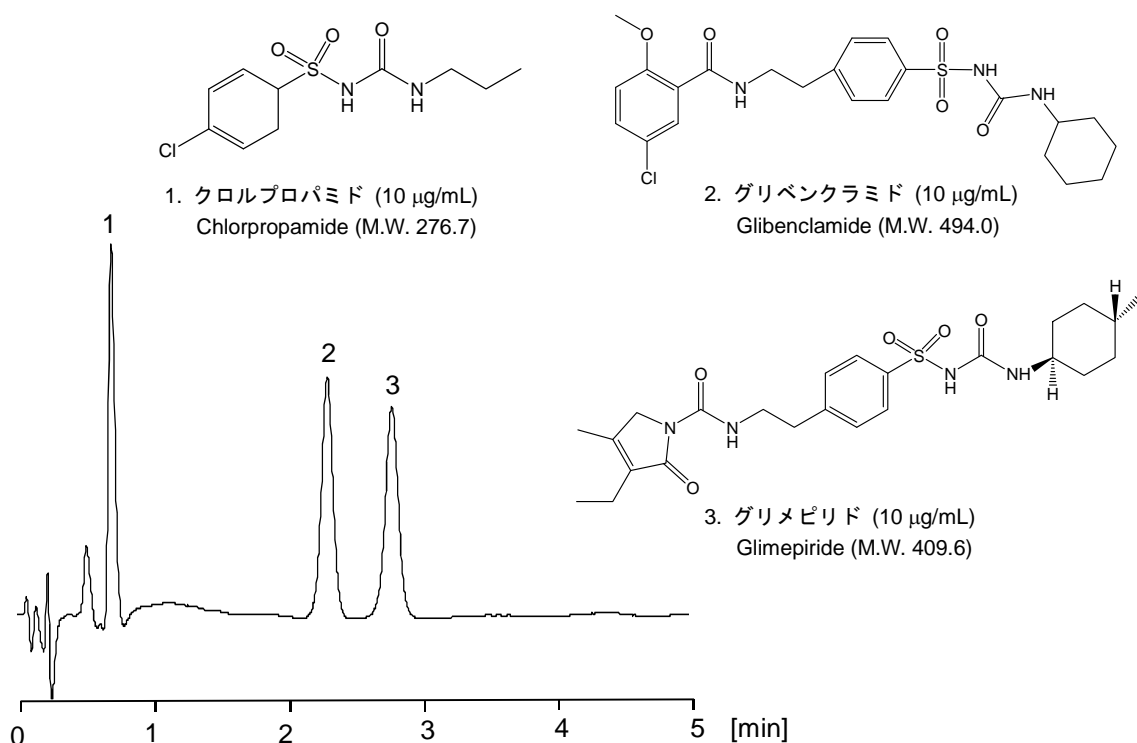 1. クロルプロパミド (10 μg/mL)
Chlorpropamide (M.W. 276.7)
2. グリベンクラミド (10 μg/mL)
Glibenclamide (M.W. 494.0)
3. グリメピリド (10 μg/mL)
Glimepiride (M.W. 409.6)
O O O
S
N
H
N
H
Cl
O
O
N
H
O
S
O
NH
NH
O
Cl
O O O
S
N
H
NH
H
H
O
N
N
H
O
1
2
3
0 1 2 3 4 5 [min]